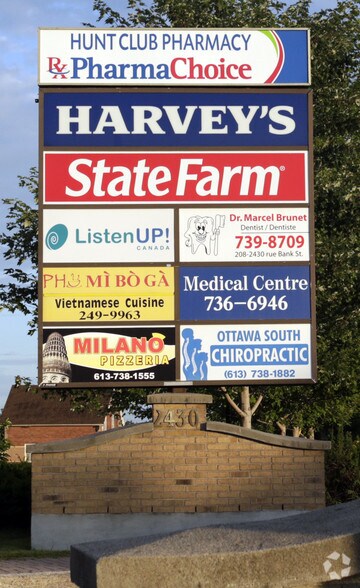 HUNT CLUB PHARMACY
Rx PharmaChoice
HARVEY'S
State Farm®
ListenUP!
CANADA
Dr. Marcel Brunet
Dentist / Dentiste
739-8709
208-2430 rue Bank St.
PHỞ MÌ BÒ GÀ
Vietnamese Cuisine
249-9963
Medical Centre
736-6946
MILANO
PIZZERIA
613-738-1555
OTTAWA SOUTH
CHIROPRACTIC
(613) 738-1882
2430